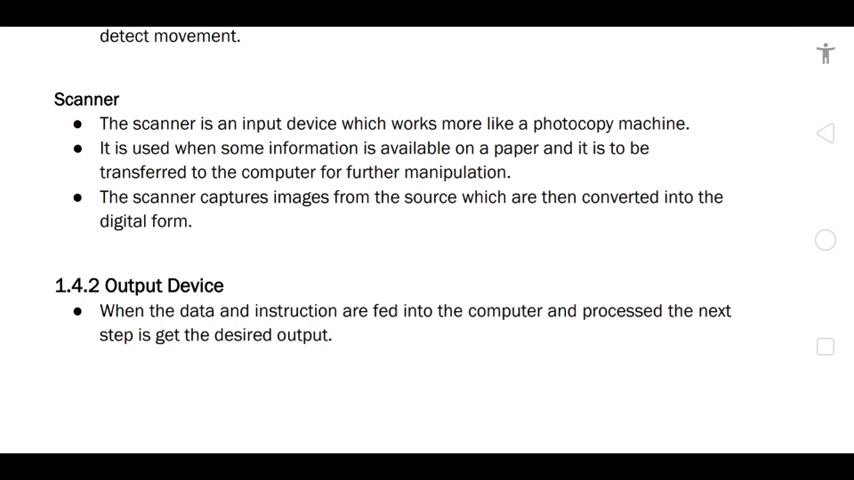 detect movement.
Scanner
● The scanner is an input device which works more like a photocopy machine.
● It is used when some information is available on a paper and it is to be
transferred to the computer for further manipulation.
● The scanner captures images from the source which are then converted into the
digital form.
1.4.2 Output Device
● When the data and instruction are fed into the computer and processed the next
step is get the desired output.